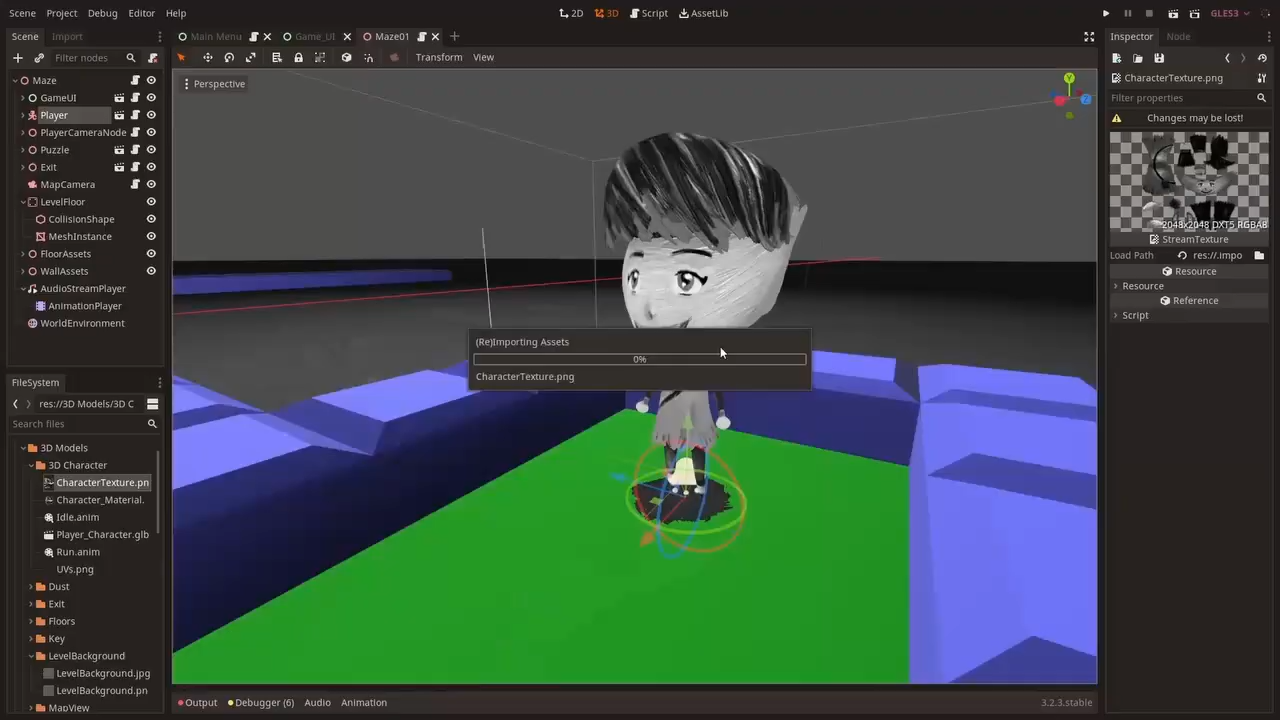 Scene Project Debug Editor Help
2D 3D Script AssetLib
GLES3
Scene Import
Main Menu Game_UI Maze01
Inspector Node
Filter nodes
Transform View
CharacterTexture.png
Filter properties
Changes may be lost!
2048x2048 DXT5 RGBA8
StreamTexture
Load Path res://.impo
Resource
Resource
Reference
Script
Maze
GameUI
Player
PlayerCameraNode
Puzzle
Exit
MapCamera
LevelFloor
CollisionShape
MeshInstance
FloorAssets
WallAssets
AudioStreamPlayer
AnimationPlayer
WorldEnvironment
Perspective
Y
Z
(Re)Importing Assets
0%
CharacterTexture.png
FileSystem
res://3D Models/3D C
Search files
3D Models
3D Character
CharacterTexture.pn
Character_Material.
Idle.anim
Player_Character.glb
Run.anim
UVs.png
Dust
Exit
Floors
Key
LevelBackground
LevelBackground.jpg
LevelBackground.pn
MapView
Output Debugger (6) Audio Animation
3.2.3.stable